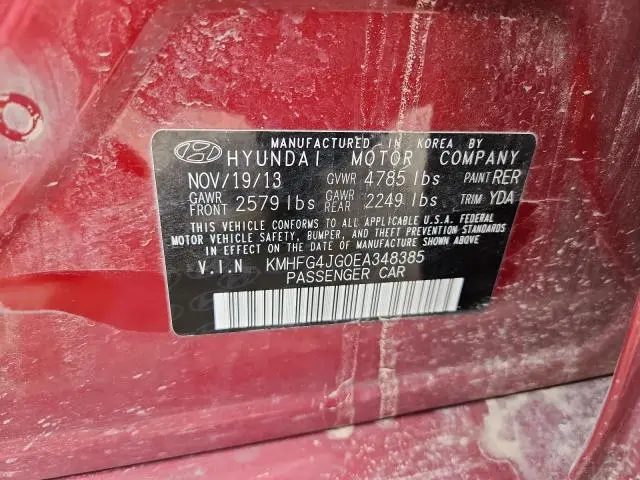 MANUFACTURED IN KOREA BY
HYUNDAI MOTOR COMPANY
NOV/19/13 GVWR 4785 lbs PAINT RER
GAWR FRONT 2579 lbs GAWR REAR 2249 lbs TRIM YDA
THIS VEHICLE CONFORMS TO ALL APPLICABLE U.S.A. FEDERAL
MOTOR VEHICLE SAFETY, BUMPER, AND THEFT PREVENTION
STANDARDS IN EFFECT ON THE DATE OF MANUFACTURE SHOWN ABOVE
V.I.N KMHFG4JG0EA348385
PASSENGER CAR